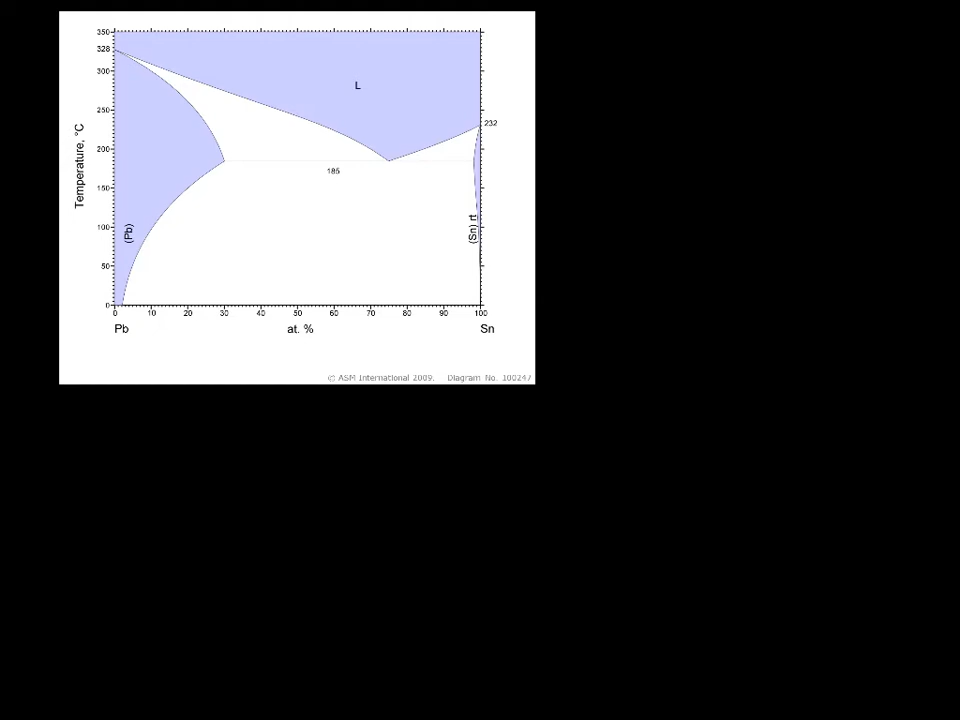 350
328
300
250
200
150
100
50
0
Temperature, °C
L
232
185
(Pb)
(Sn) rt
0 10 20 30 40 50 60 70 80 90 100
Pb at. % Sn
© ASM International 2009. Diagram No. 100247